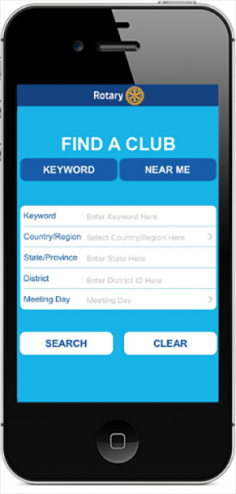 Rotary
FIND A CLUB
KEYWORD NEAR ME
Keyword Enter Keyword Here
Country/Region Select Country/Region Here
State/Province Enter State Here
District Enter District ID Here
Meeting Day Meeting Day
SEARCH CLEAR